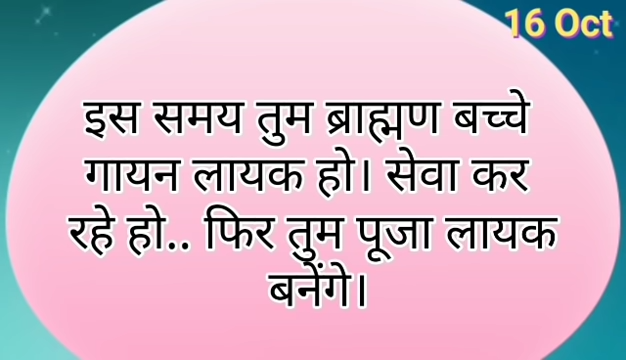 16 Oct
इस समय तुम ब्राह्मण बच्चे
गायन लायक हो। सेवा कर
रहे हो.. फिर तुम पूजा लायक
बनेंगे।